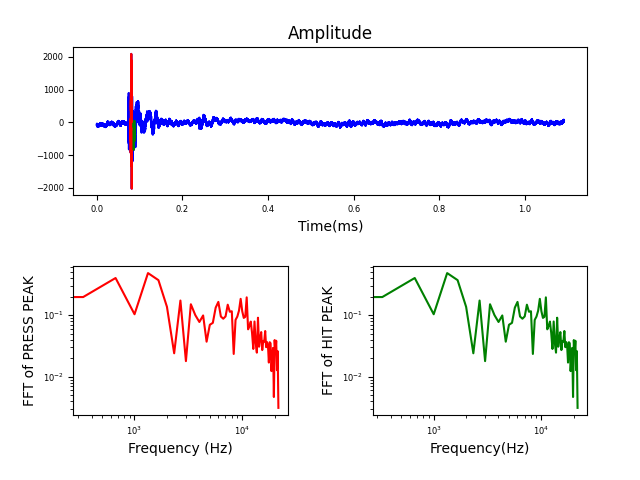 Amplitude
2000
1000
0
−1000
−2000
0.0 0.2 0.4 0.6 0.8 1.0
Time(ms)
FFT of PRESS PEAK
10⁻¹
10⁻²
10³ 10⁴
Frequency (Hz)
FFT of HIT PEAK
10⁻¹
10⁻²
10³ 10⁴
Frequency(Hz)